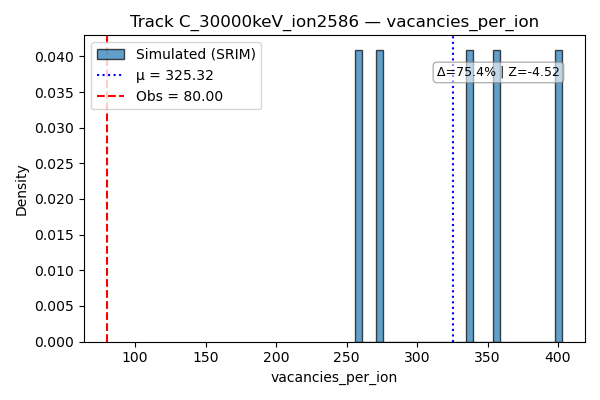 Track C_30000keV_ion2586 — vacancies_per_ion
Simulated (SRIM)
μ = 325.32
Obs = 80.00
Δ=75.4% | Z=-4.52
Density
0.040
0.035
0.030
0.025
0.020
0.015
0.010
0.005
0.000
100
150
200
250
300
350
400
vacancies_per_ion